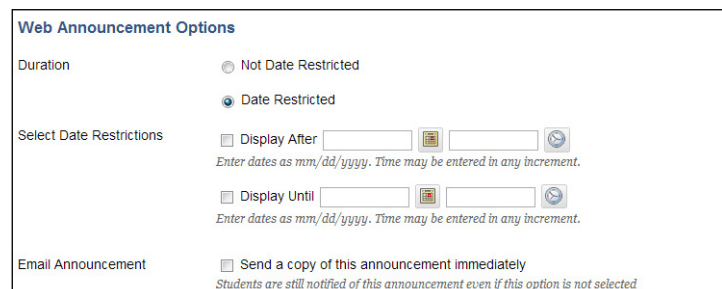 Web Announcement Options
Duration
Not Date Restricted
Date Restricted
Select Date Restrictions
Display After
Enter dates as mm/dd/yyyy. Time may be entered in any increment.
Display Until
Enter dates as mm/dd/yyyy. Time may be entered in any increment.
Email Announcement
Send a copy of this announcement immediately
Students are still notified of this announcement even if this option is not selected